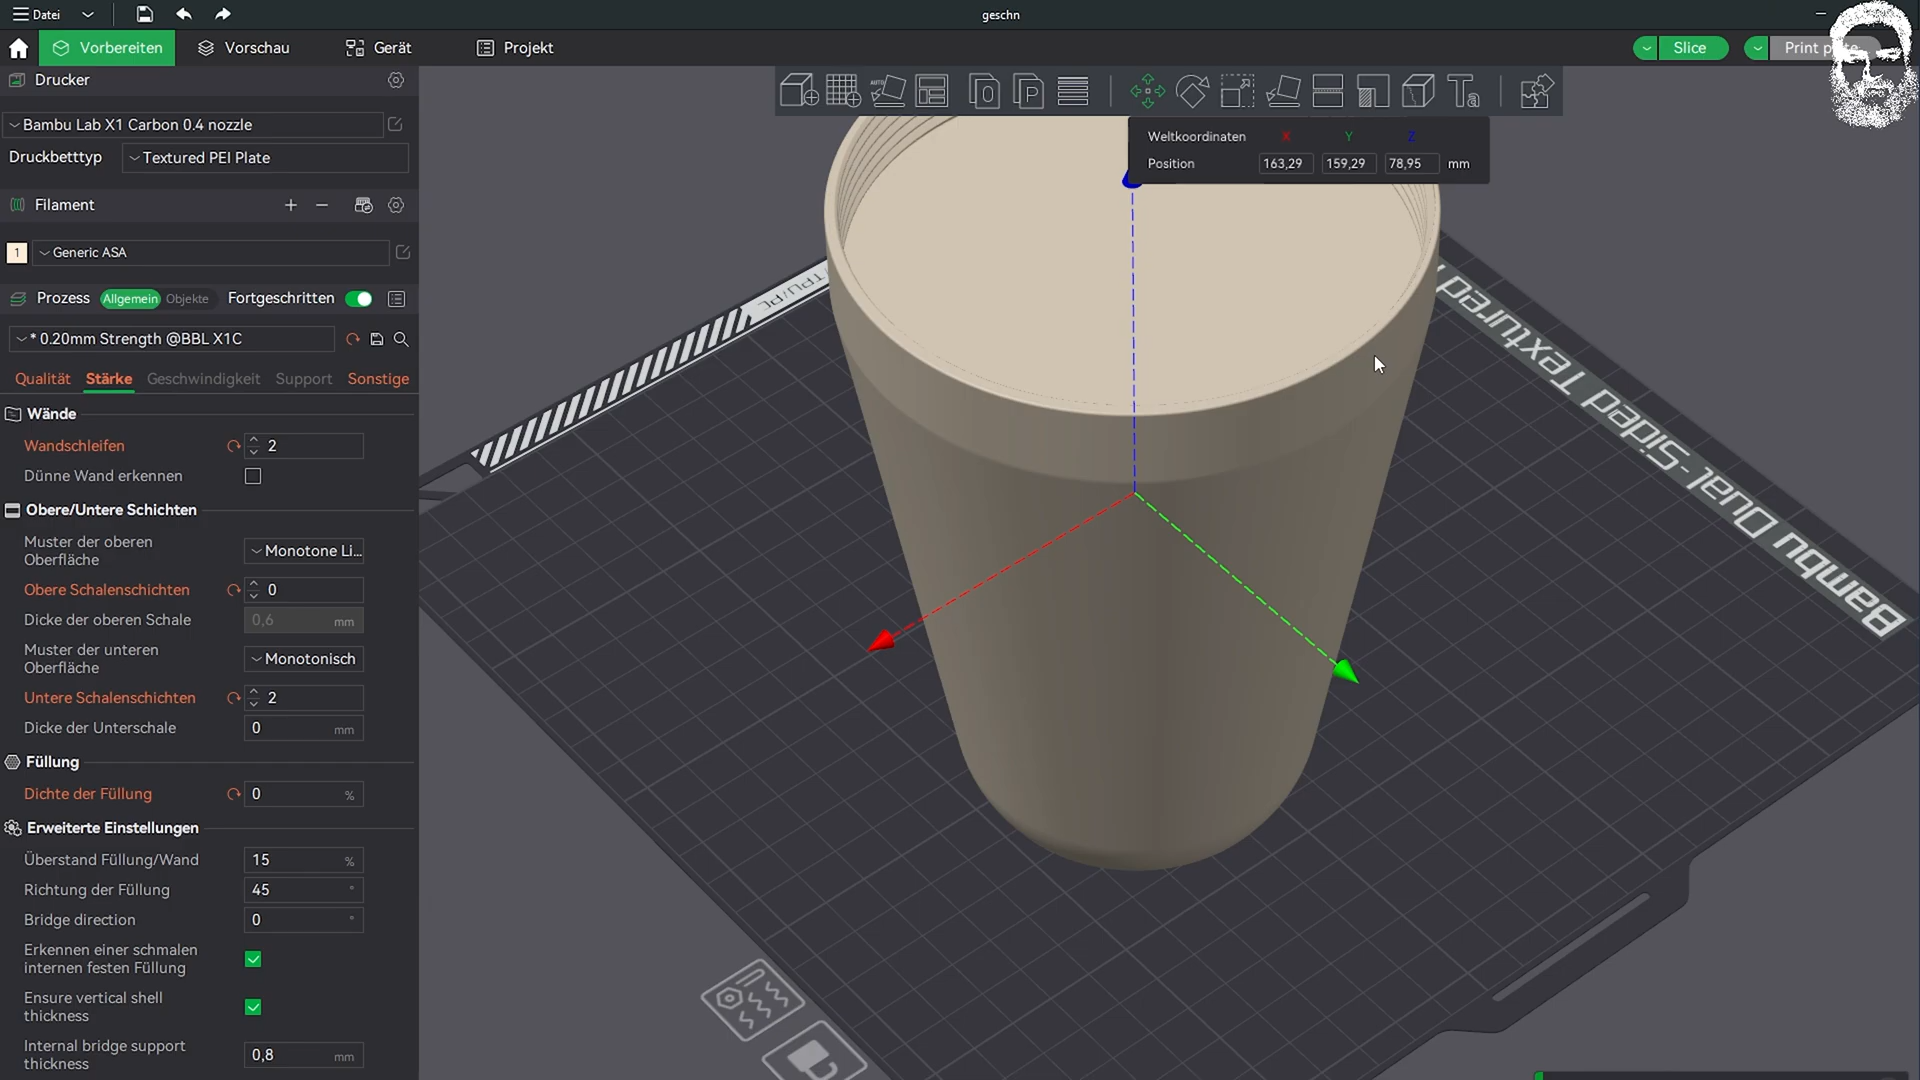 Datei
geschn
Vorbereiten
Vorschau
Gerät
Projekt
Slice
Print
Drucker
Bambu Lab X1 Carbon 0.4 nozzle
Druckbetttyp
Textured PEI Plate
Filament
1
Generic ASA
Prozess
Allgemein
Objekte
Fortgeschritten
* 0.20mm Strength @BBL X1C
Qualität
Stärke
Geschwindigkeit
Support
Sonstige
Wände
Wandschleifen
2
Dünne Wand erkennen
Obere/Untere Schichten
Muster der oberen
Oberfläche
Monotone Li...
Obere Schalenschichten
0
Dicke der oberen Schale
0,6 mm
Muster der unteren
Oberfläche
Monotonisch
Untere Schalenschichten
2
Dicke der Unterschale
0 mm
Füllung
Dichte der Füllung
0 %
Erweiterte Einstellungen
Überstand Füllung/Wand
15 %
Richtung der Füllung
45 °
Bridge direction
0 °
Erkennen einer schmalen
internen festen Füllung
Ensure vertical shell
thickness
Internal bridge support
thickness
0,8 mm
O
P
Ta
Weltkoordinaten X Y Z
Position 163,29 159,29 78,95 mm
TPU/PC
Bambu Dual-Sided Textured